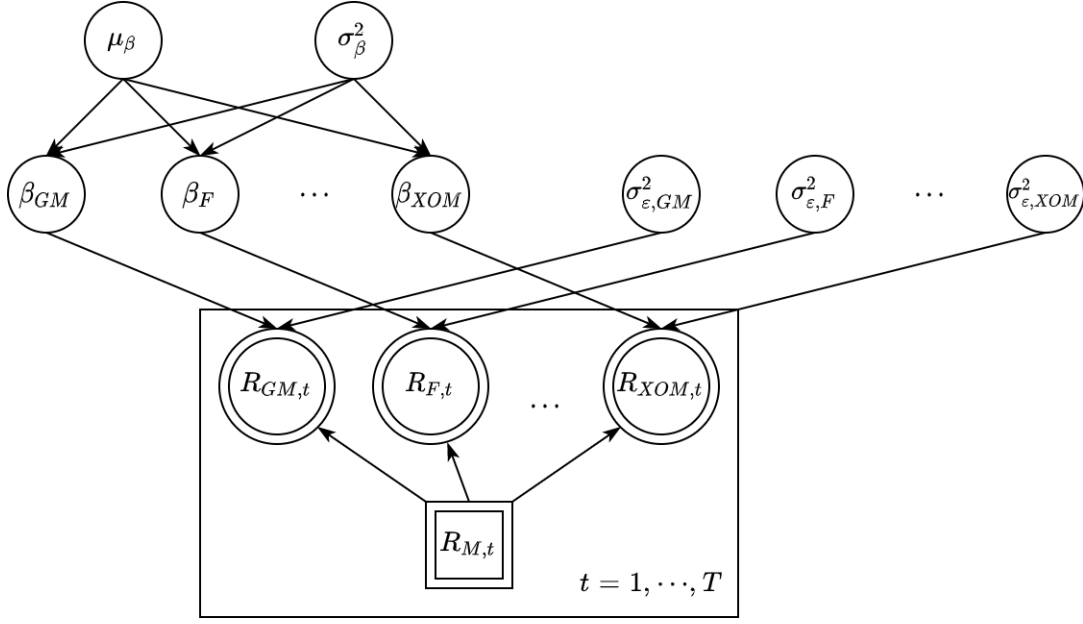 μ_β σ²_β
β_GM β_F ⋯ β_XOM σ²_ε,GM σ²_ε,F ⋯ σ²_ε,XOM
R_GM,t R_F,t ⋯ R_XOM,t
R_M,t
t = 1, ⋯, T